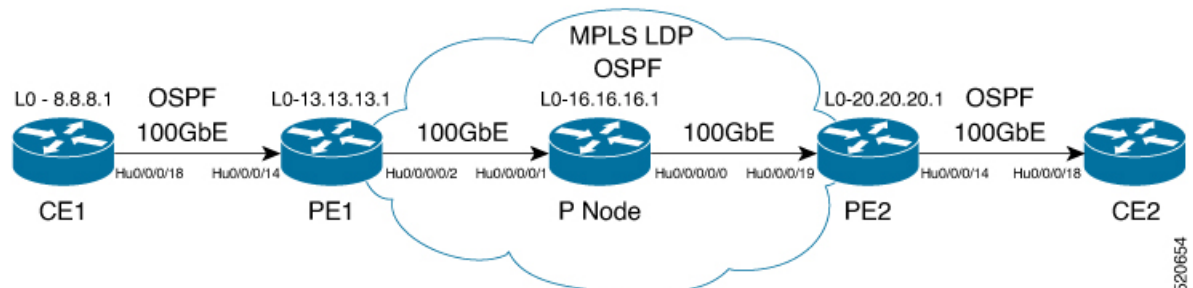 MPLS LDP
OSPF
L0 - 8.8.8.1 OSPF L0-13.13.13.1 L0-16.16.16.1 L0-20.20.20.1 OSPF
100GbE 100GbE 100GbE 100GbE
Hu0/0/0/18 Hu0/0/0/14 Hu0/0/0/0/2 Hu0/0/0/0/1 Hu0/0/0/0/0 Hu0/0/0/19 Hu0/0/0/14 Hu0/0/0/18
CE1 PE1 P Node PE2 CE2
520654